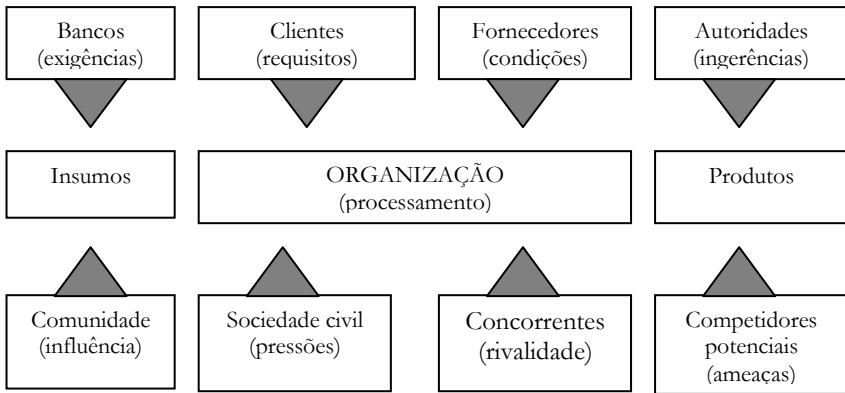 Bancos
(exigências)
Clientes
(requisitos)
Fornecedores
(condições)
Autoridades
(ingerências)
Insumos
ORGANIZAÇÃO
(processamento)
Produtos
Comunidade
(influência)
Sociedade civil
(pressões)
Concorrentes
(rivalidade)
Competidores
potenciais
(ameaças)